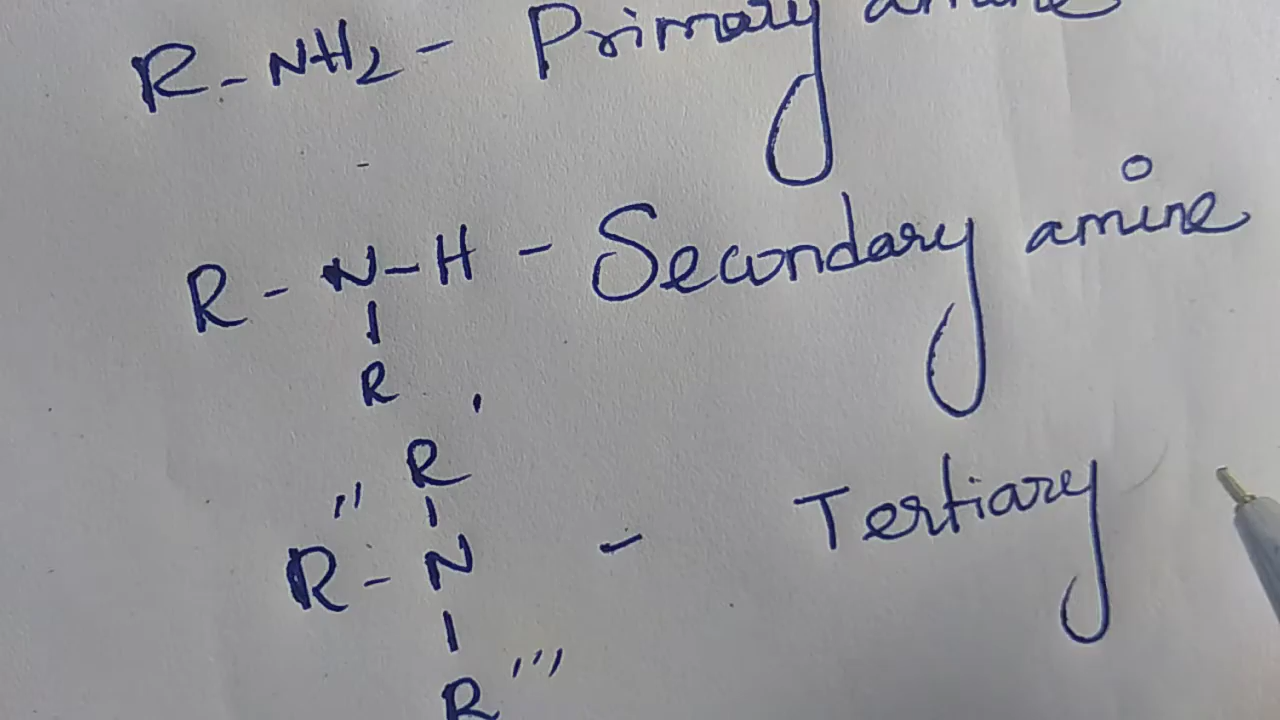 R-NH2 - Primary amine
R - N-H - Secondary amine
R
R'
R'' - N - Tertiary
R'''